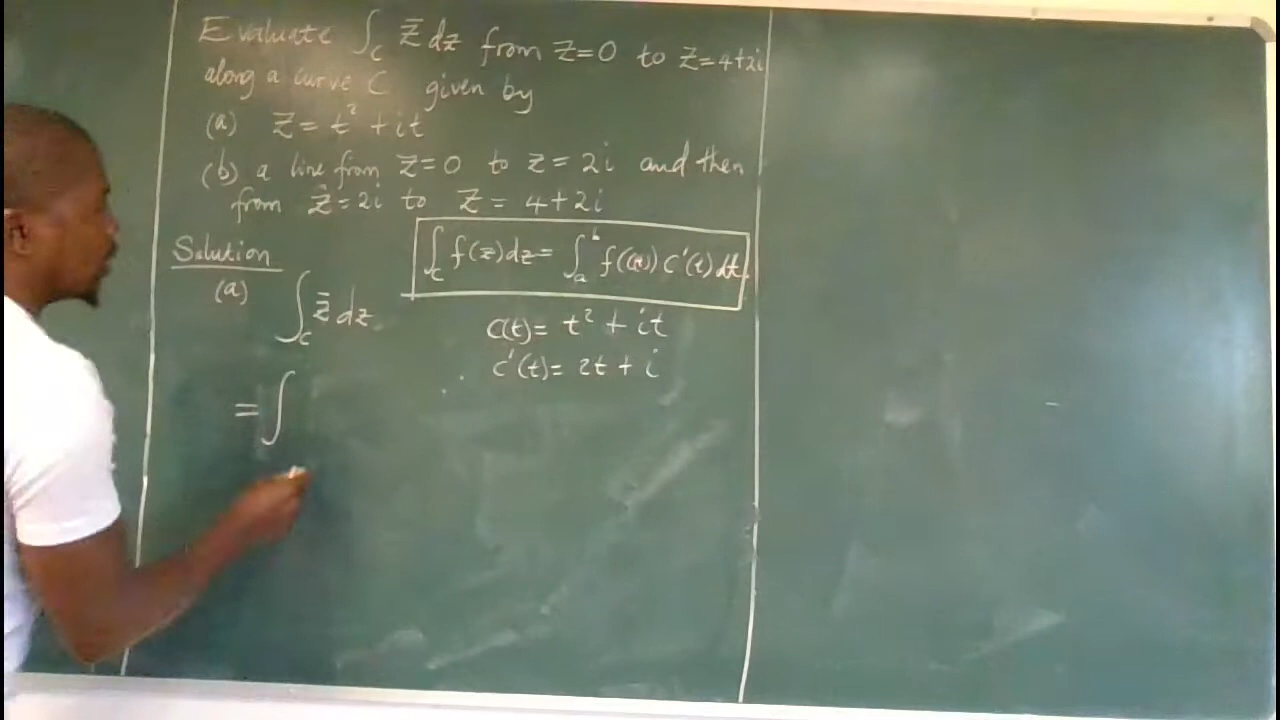 Evaluate ∫_C z̄ dz from z=0 to z=4+2i
along a curve C given by
(a) z = t² + it
(b) a line from z=0 to z = 2i and then
from z=2i to z = 4+2i
Solution
∫_C f(z)dz = ∫_a^b f(C(t)) C'(t) dt
(a) ∫_C z̄ dz
C(t) = t² + it
C'(t) = 2t + i
= ∫